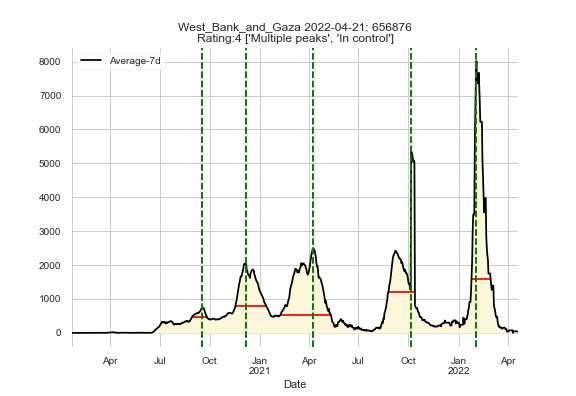 West_Bank_and_Gaza 2022-04-21: 656876
Rating:4 ['Multiple peaks', 'In control']
Average-7d
8000
7000
6000
5000
4000
3000
2000
1000
0
Apr Jul Oct Jan Apr Jul Oct Jan Apr
2021 2022
Date